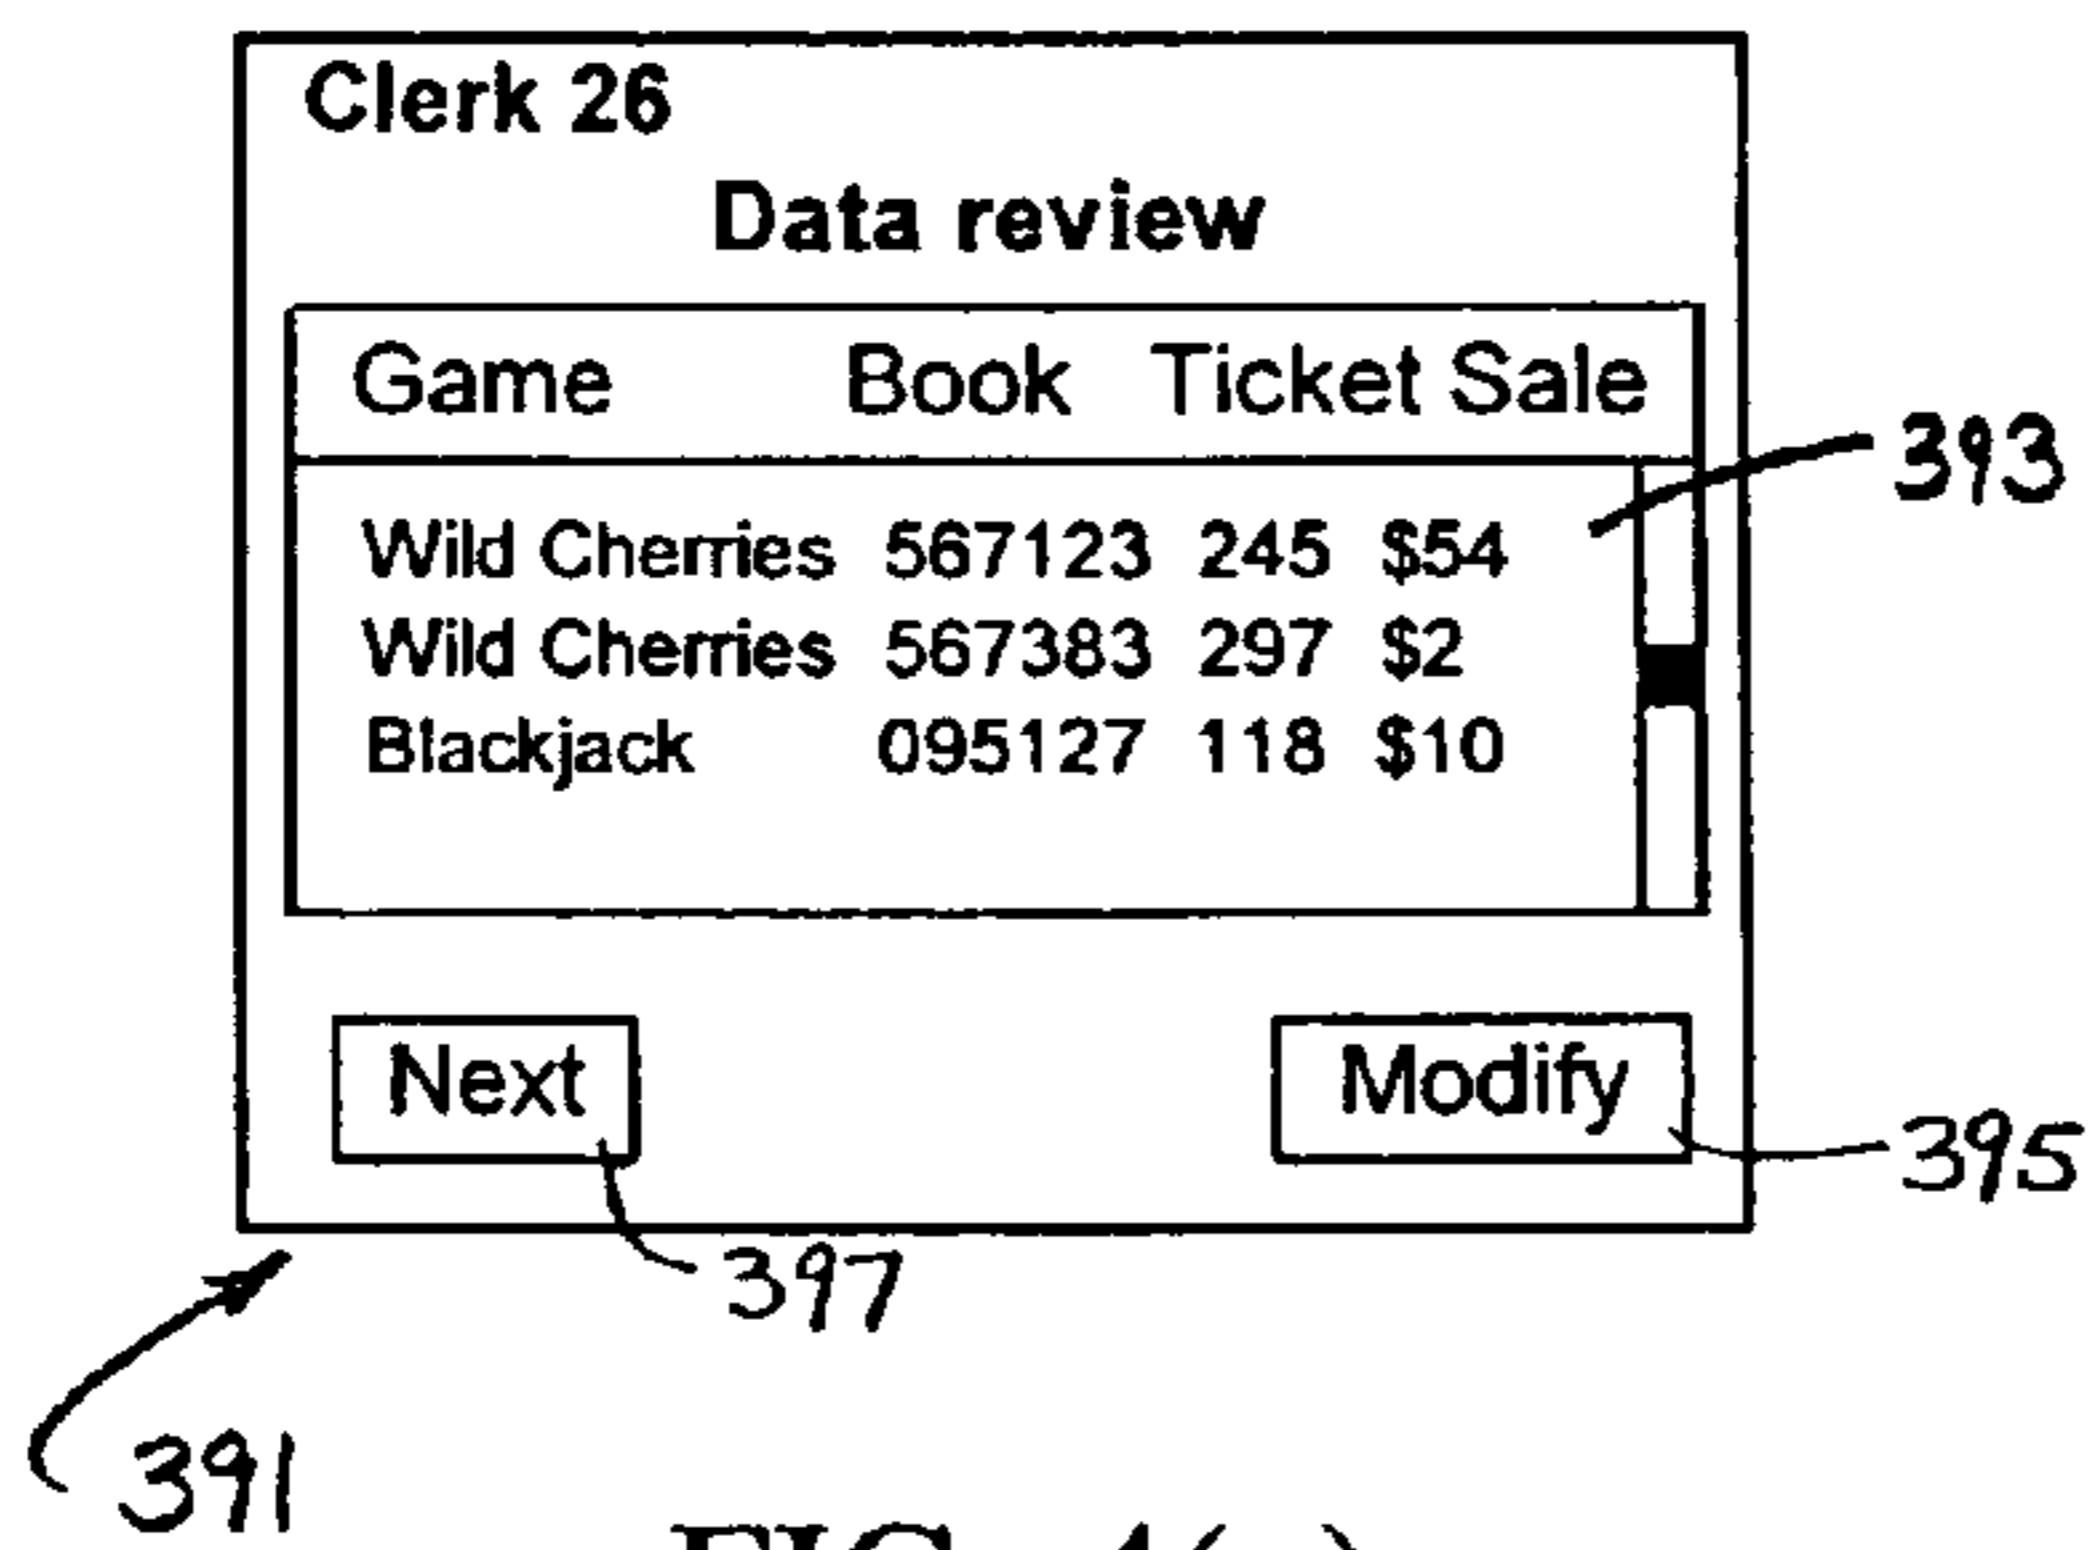 Clerk 26
Data review
Game Book Ticket Sale
393
Wild Cherries 567123 245 $54
Wild Cherries 567383 297 $2
Blackjack 095127 118 $10
Next Modify
395
397
391